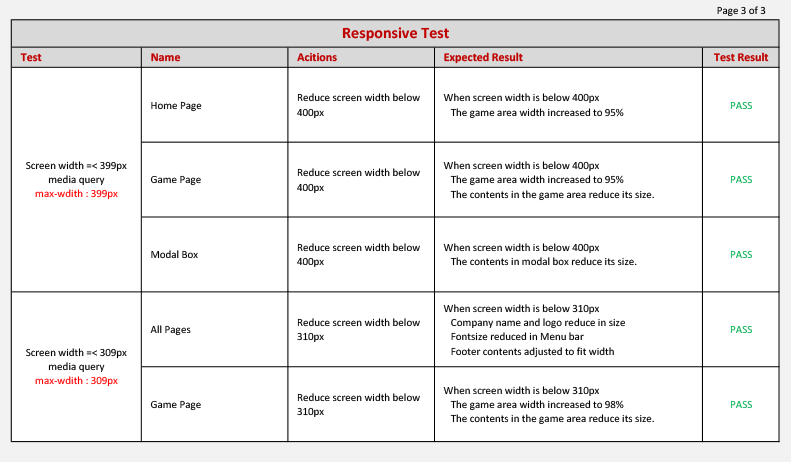 Page 3 of 3
Responsive Test
Test Name Acitions Expected Result Test Result
Screen width =< 399px
media query
max-wdith : 399px
Home Page
Reduce screen width below
400px
When screen width is below 400px
The game area width increased to 95%
PASS
Game Page
Reduce screen width below
400px
When screen width is below 400px
The game area width increased to 95%
The contents in the game area reduce its size.
PASS
Modal Box
Reduce screen width below
400px
When screen width is below 400px
The contents in modal box reduce its size.
PASS
Screen width =< 309px
media query
max-wdith : 309px
All Pages
Reduce screen width below
310px
When screen width is below 310px
Company name and logo reduce in size
Fontsize reduced in Menu bar
Footer contents adjusted to fit width
PASS
Game Page
Reduce screen width below
310px
When screen width is below 310px
The game area width increased to 98%
The contents in the game area reduce its size.
PASS